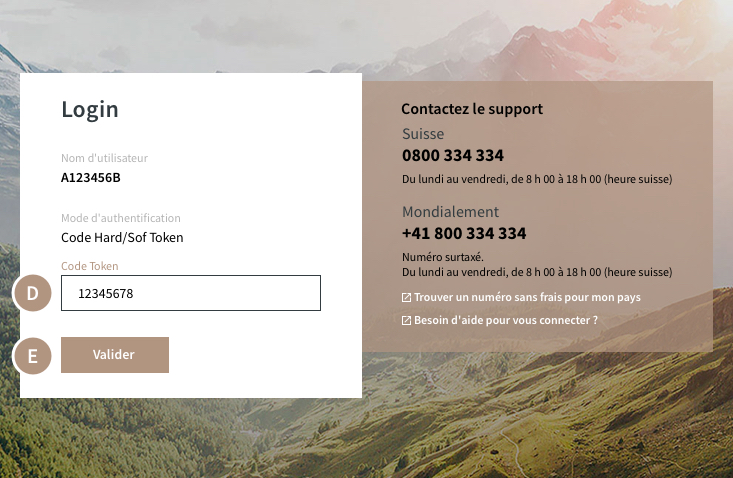 Login
Nom d'utilisateur
A123456B
Mode d'authentification
Code Hard/Sof Token
Code Token
D
12345678
E
Valider
Contactez le support
Suisse
0800 334 334
Du lundi au vendredi, de 8 h 00 à 18 h 00 (heure suisse)
Mondialement
+41 800 334 334
Numéro surtaxé.
Du lundi au vendredi, de 8 h 00 à 18 h 00 (heure suisse)
Trouver un numéro sans frais pour mon pays
Besoin d'aide pour vous connecter ?